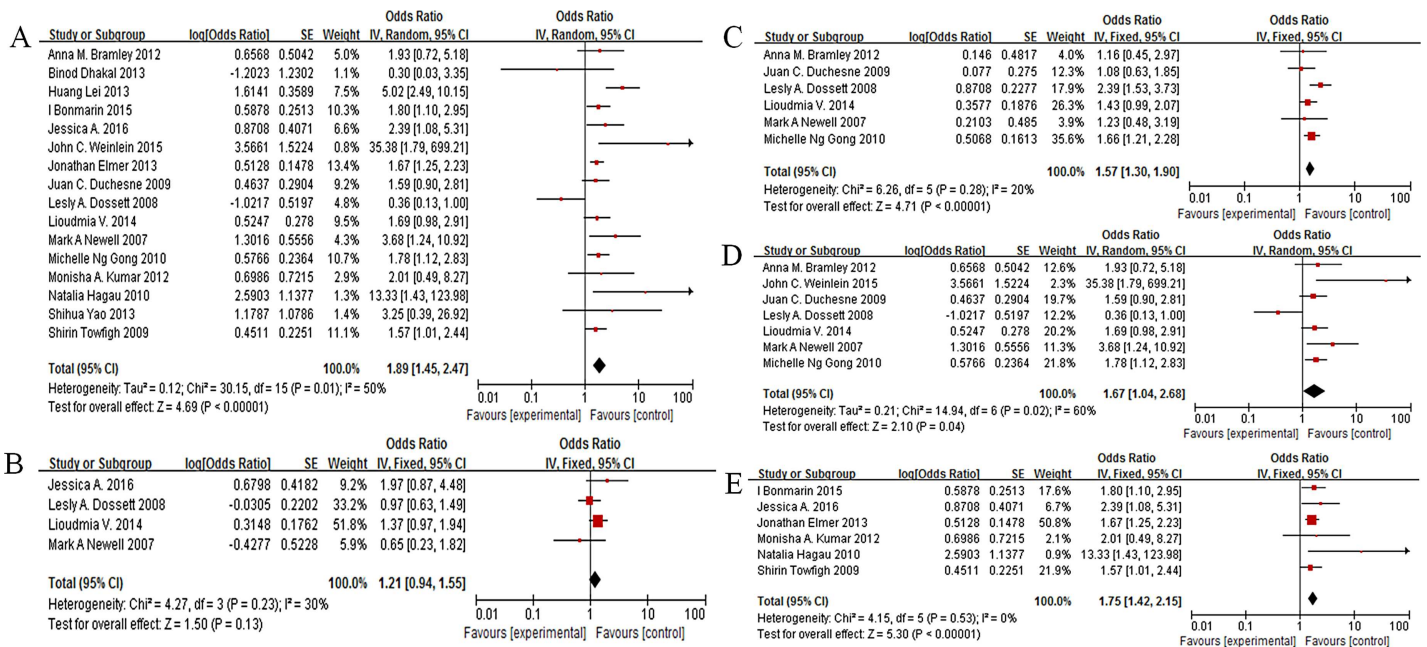 A
Odds Ratio Odds Ratio
Study or Subgroup log[Odds Ratio] SE Weight IV, Random, 95% CI IV, Random, 95% CI
Anna M. Bramley 2012 0.6568 0.5042 5.0% 1.93 [0.72, 5.18]
Binod Dhakal 2013 -1.2023 1.2302 1.1% 0.30 [0.03, 3.35]
Huang Lei 2013 1.6141 0.3589 7.5% 5.02 [2.49, 10.15]
I Bonmarin 2015 0.5878 0.2513 10.3% 1.80 [1.10, 2.95]
Jessica A. 2016 0.8708 0.4071 6.6% 2.39 [1.08, 5.31]
John C. Weinlein 2015 3.5661 1.5224 0.8% 35.38 [1.79, 699.21]
Jonathan Elmer 2013 0.5128 0.1478 13.4% 1.67 [1.25, 2.23]
Juan C. Duchesne 2009 0.4637 0.2904 9.2% 1.59 [0.90, 2.81]
Lesly A. Dossett 2008 -1.0217 0.5197 4.8% 0.36 [0.13, 1.00]
Lioudmia V. 2014 0.5247 0.278 9.5% 1.69 [0.98, 2.91]
Mark A Newell 2007 1.3016 0.5556 4.3% 3.68 [1.24, 10.92]
Michelle Ng Gong 2010 0.5766 0.2364 10.7% 1.78 [1.12, 2.83]
Monisha A. Kumar 2012 0.6986 0.7215 2.9% 2.01 [0.49, 8.27]
Natalia Hagau 2010 2.5903 1.1377 1.3% 13.33 [1.43, 123.98]
Shihua Yao 2013 1.1787 1.0786 1.4% 3.25 [0.39, 26.92]
Shirin Towfigh 2009 0.4511 0.2251 11.1% 1.57 [1.01, 2.44]
Total (95% CI) 100.0% 1.89 [1.45, 2.47]
Heterogeneity: Tau² = 0.12; Chi² = 30.15, df = 15 (P = 0.01); I² = 50%
Test for overall effect: Z = 4.69 (P < 0.00001)
0.01 0.1 1 10 100
Favours [experimental] Favours [control]
B
Odds Ratio Odds Ratio
Study or Subgroup log[Odds Ratio] SE Weight IV, Fixed, 95% CI IV, Fixed, 95% CI
Jessica A. 2016 0.6798 0.4182 9.2% 1.97 [0.87, 4.48]
Lesly A. Dossett 2008 -0.0305 0.2202 33.2% 0.97 [0.63, 1.49]
Lioudmia V. 2014 0.3148 0.1762 51.8% 1.37 [0.97, 1.94]
Mark A Newell 2007 -0.4277 0.5228 5.9% 0.65 [0.23, 1.82]
Total (95% CI) 100.0% 1.21 [0.94, 1.55]
Heterogeneity: Chi² = 4.27, df = 3 (P = 0.23); I² = 30%
Test for overall effect: Z = 1.50 (P = 0.13)
0.01 0.1 1 10 100
Favours [experimental] Favours [control]
C
Odds Ratio Odds Ratio
Study or Subgroup log[Odds Ratio] SE Weight IV, Fixed, 95% CI IV, Fixed, 95% CI
Anna M. Bramley 2012 0.146 0.4817 4.0% 1.16 [0.45, 2.97]
Juan C. Duchesne 2009 0.077 0.275 12.3% 1.08 [0.63, 1.85]
Lesly A. Dossett 2008 0.8708 0.2277 17.9% 2.39 [1.53, 3.73]
Lioudmia V. 2014 0.3577 0.1876 26.3% 1.43 [0.99, 2.07]
Mark A Newell 2007 0.2103 0.485 3.9% 1.23 [0.48, 3.19]
Michelle Ng Gong 2010 0.5068 0.1613 35.6% 1.66 [1.21, 2.28]
Total (95% CI) 100.0% 1.57 [1.30, 1.90]
Heterogeneity: Chi² = 6.26, df = 5 (P = 0.28); I² = 20%
Test for overall effect: Z = 4.71 (P < 0.00001)
0.01 0.1 1 10 100
Favours [experimental] Favours [control]
D
Odds Ratio Odds Ratio
Study or Subgroup log[Odds Ratio] SE Weight IV, Random, 95% CI IV, Random, 95% CI
Anna M. Bramley 2012 0.6568 0.5042 12.6% 1.93 [0.72, 5.18]
John C. Weinlein 2015 3.5661 1.5224 2.3% 35.38 [1.79, 699.21]
Juan C. Duchesne 2009 0.4637 0.2904 19.7% 1.59 [0.90, 2.81]
Lesly A. Dossett 2008 -1.0217 0.5197 12.2% 0.36 [0.13, 1.00]
Lioudmia V. 2014 0.5247 0.278 20.2% 1.69 [0.98, 2.91]
Mark A Newell 2007 1.3016 0.5556 11.3% 3.68 [1.24, 10.92]
Michelle Ng Gong 2010 0.5766 0.2364 21.8% 1.78 [1.12, 2.83]
Total (95% CI) 100.0% 1.67 [1.04, 2.68]
Heterogeneity: Tau² = 0.21; Chi² = 14.94, df = 6 (P = 0.02); I² = 60%
Test for overall effect: Z = 2.10 (P = 0.04)
0.01 0.1 1 10 100
Favours [experimental] Favours [control]
E
Odds Ratio Odds Ratio
Study or Subgroup log[Odds Ratio] SE Weight IV, Fixed, 95% CI IV, Fixed, 95% CI
I Bonmarin 2015 0.5878 0.2513 17.6% 1.80 [1.10, 2.95]
Jessica A. 2016 0.8708 0.4071 6.7% 2.39 [1.08, 5.31]
Jonathan Elmer 2013 0.5128 0.1478 50.8% 1.67 [1.25, 2.23]
Monisha A. Kumar 2012 0.6986 0.7215 2.1% 2.01 [0.49, 8.27]
Natalia Hagau 2010 2.5903 1.1377 0.9% 13.33 [1.43, 123.98]
Shirin Towfigh 2009 0.4511 0.2251 21.9% 1.57 [1.01, 2.44]
Total (95% CI) 100.0% 1.75 [1.42, 2.15]
Heterogeneity: Chi² = 4.15, df = 5 (P = 0.53); I² = 0%
Test for overall effect: Z = 5.30 (P < 0.00001)
0.01 0.1 1 10 100
Favours [experimental] Favours [control]